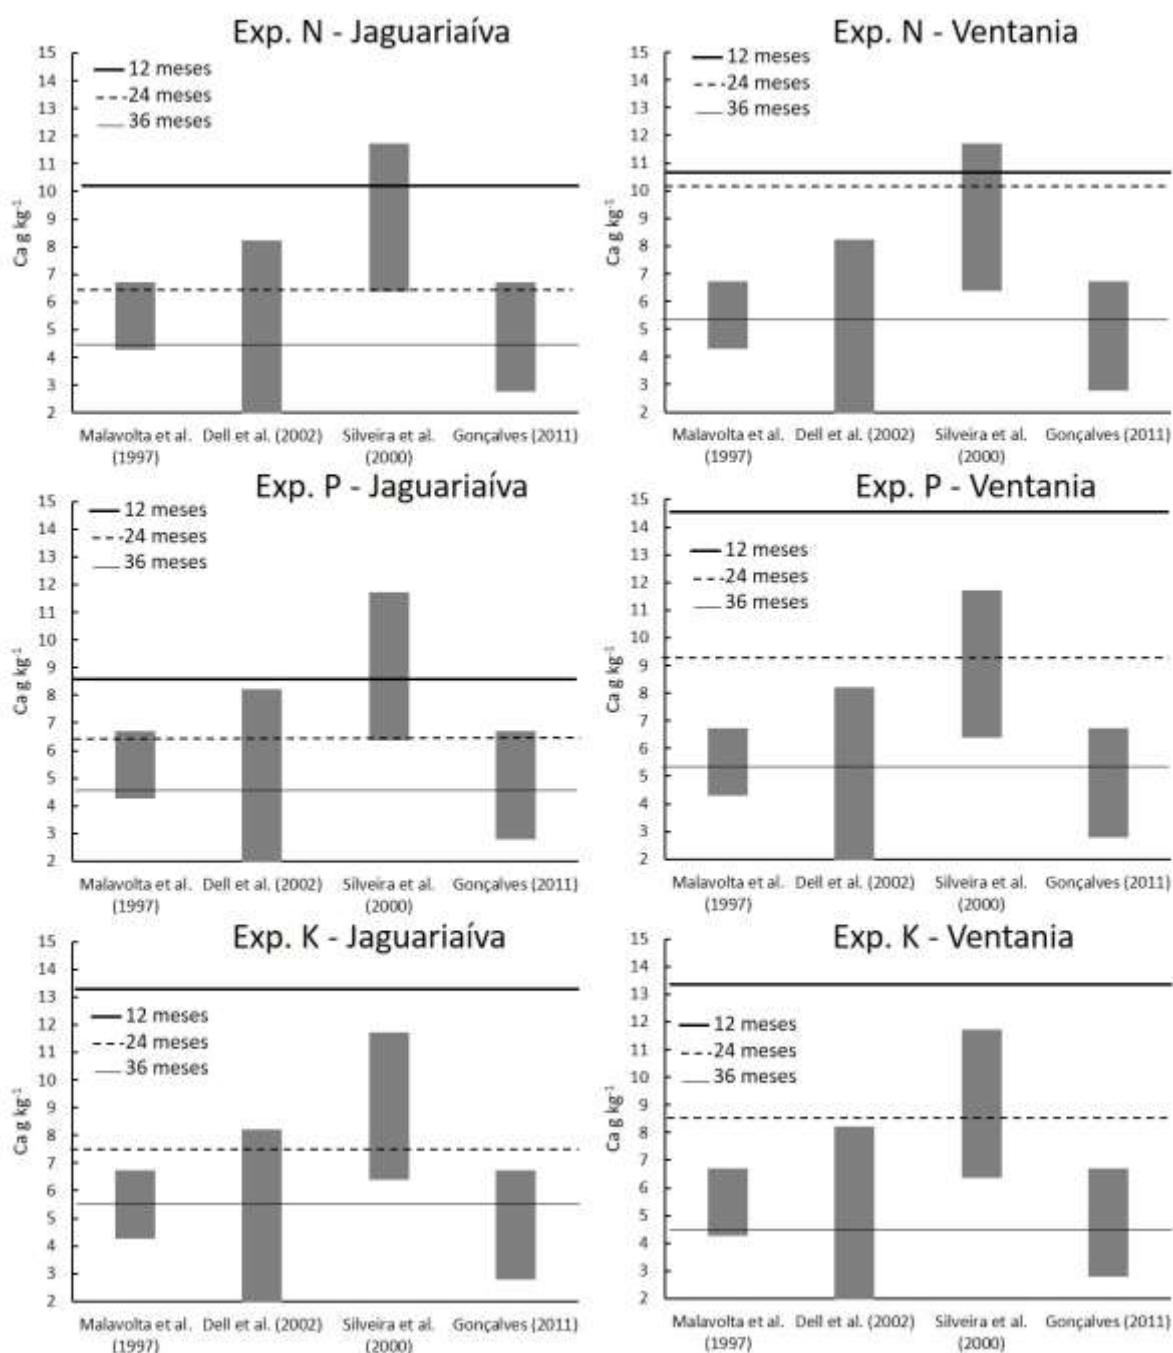 Exp. N - Jaguariaíva
15
14
13
12
11
10
9
8
7
6
5
4
3
2
Ca g kg-1
12 meses
24 meses
36 meses
Malavolta et al. (1997)
Dell et al. (2002)
Silveira et al. (2000)
Gonçalves (2011)
Exp. N - Ventania
15
14
13
12
11
10
9
8
7
6
5
4
3
2
Ca g kg-1
12 meses
24 meses
36 meses
Malavolta et al. (1997)
Dell et al. (2002)
Silveira et al. (2000)
Gonçalves (2011)
Exp. P - Jaguariaíva
15
14
13
12
11
10
9
8
7
6
5
4
3
2
Ca g kg-1
12 meses
24 meses
36 meses
Malavolta et al. (1997)
Dell et al. (2002)
Silveira et al. (2000)
Gonçalves (2011)
Exp. P - Ventania
15
14
13
12
11
10
9
8
7
6
5
4
3
2
Ca g kg-1
12 meses
24 meses
36 meses
Malavolta et al. (1997)
Dell et al. (2002)
Silveira et al. (2000)
Gonçalves (2011)
Exp. K - Jaguariaíva
15
14
13
12
11
10
9
8
7
6
5
4
3
2
Ca g kg-1
12 meses
24 meses
36 meses
Malavolta et al. (1997)
Dell et al. (2002)
Silveira et al. (2000)
Gonçalves (2011)
Exp. K - Ventania
15
14
13
12
11
10
9
8
7
6
5
4
3
2
Ca g kg-1
12 meses
24 meses
36 meses
Malavolta et al. (1997)
Dell et al. (2002)
Silveira et al. (2000)
Gonçalves (2011)